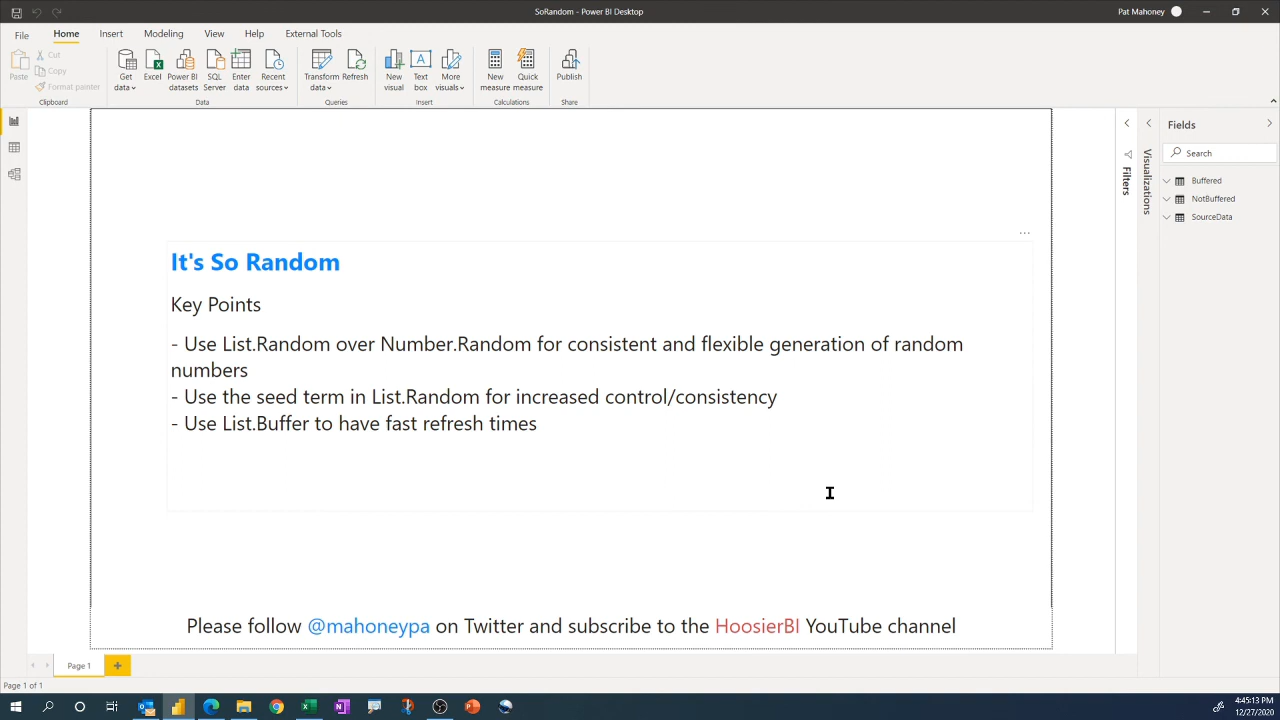 SoRandom - Power BI Desktop
Pat Mahoney
File Home Insert Modeling View Help External Tools
Paste
Cut
Copy
Format painter
Clipboard
Get data
Excel
Power BI datasets
SQL Server
Enter data
Recent sources
Data
Transform data
Refresh
Queries
New visual
Text box
More visuals
Insert
New measure
Quick measure
Calculations
Publish
Share
It's So Random
Key Points
- Use List.Random over Number.Random for consistent and flexible generation of random
numbers
- Use the seed term in List.Random for increased control/consistency
- Use List.Buffer to have fast refresh times
Please follow @mahoneypa on Twitter and subscribe to the HoosierBI YouTube channel
Filters
Visualizations
Fields
Search
Buffered
NotBuffered
SourceData
Page 1
Page 1 of 1
4:45:13 PM
12/27/2020